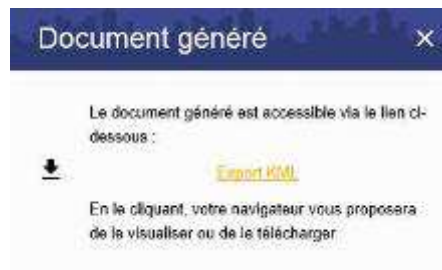 Document généré
Le document généré est accessible via le lien ci-
dessous :
Export KML
En le cliquant, votre navigateur vous proposera
de le visualiser ou de le télécharger